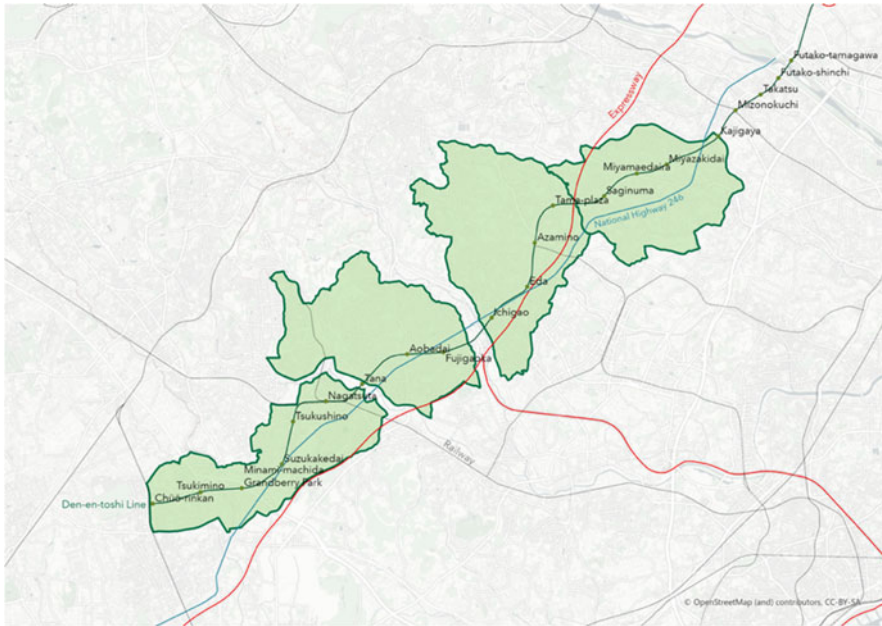 Futako-tamagawa
Futako-shinchi
Takatsu
Mizonokuchi
Expressway
Kajigaya
Miyazakidai
Miyamaedaira
Saginuma
Tama-plaza
National Highway 246
Azamino
Eda
Ichigao
Aobadai
Fujigaoka
Tana
Nagatsuta
Tsukushino
Railway
Suzukakedai
Minami-machida
Grandberry Park
Tsukimino
Chūō-rinkan
Den-en-toshi Line
© OpenStreetMap (and) contributors, CC-BY-SA